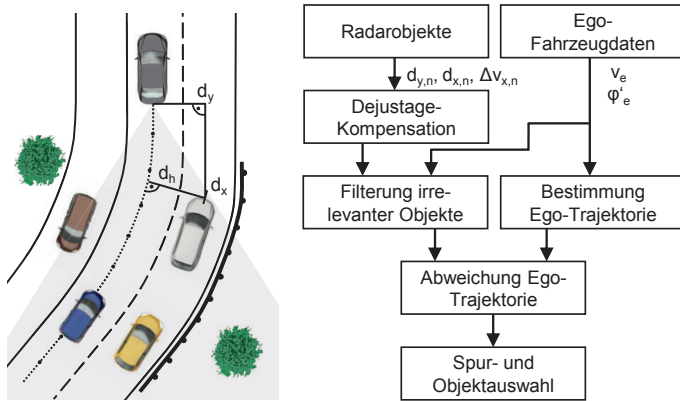 d_y
d_h
d_x
Radarobjekte
Ego-
Fahrzeugdaten
d_y,n, d_x,n, Δv_x,n
v_e
φ‘_e
Dejustage-
Kompensation
Filterung irre-
levanter Objekte
Bestimmung
Ego-Trajektorie
Abweichung Ego-
Trajektorie
Spur- und
Objektauswahl